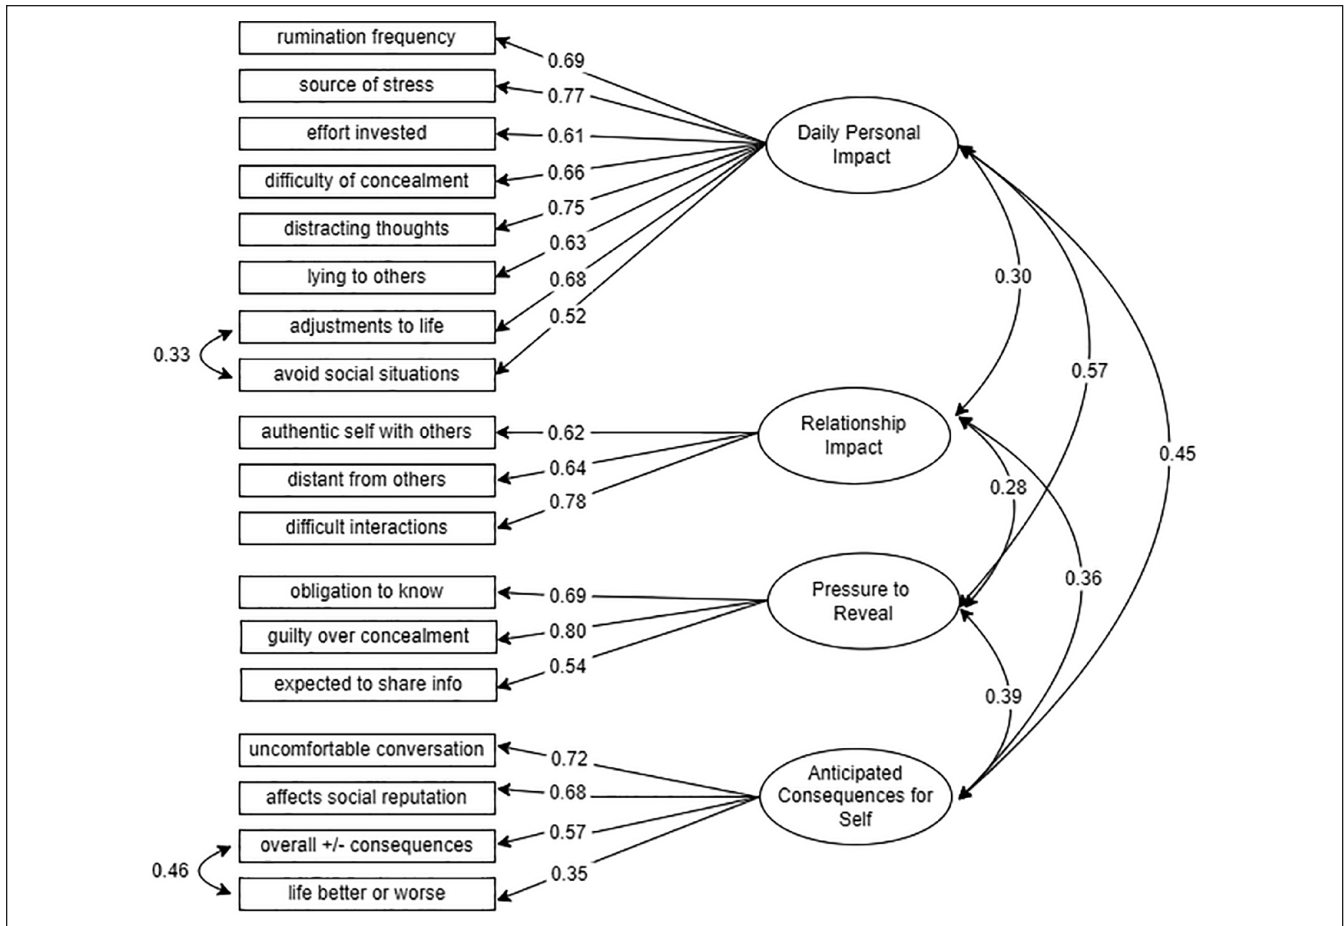 rumination frequency
0.69
source of stress
0.77
effort invested
0.61
difficulty of concealment
0.66
distracting thoughts
0.75
lying to others
0.63
adjustments to life
0.68
avoid social situations
0.52
0.33
Daily Personal
Impact
0.30
0.57
0.45
authentic self with others
0.62
distant from others
0.64
difficult interactions
0.78
Relationship
Impact
0.28
0.36
obligation to know
0.69
guilty over concealment
0.80
expected to share info
0.54
Pressure to
Reveal
0.39
uncomfortable conversation
0.72
affects social reputation
0.68
overall +/- consequences
0.57
life better or worse
0.35
0.46
Anticipated
Consequences for
Self